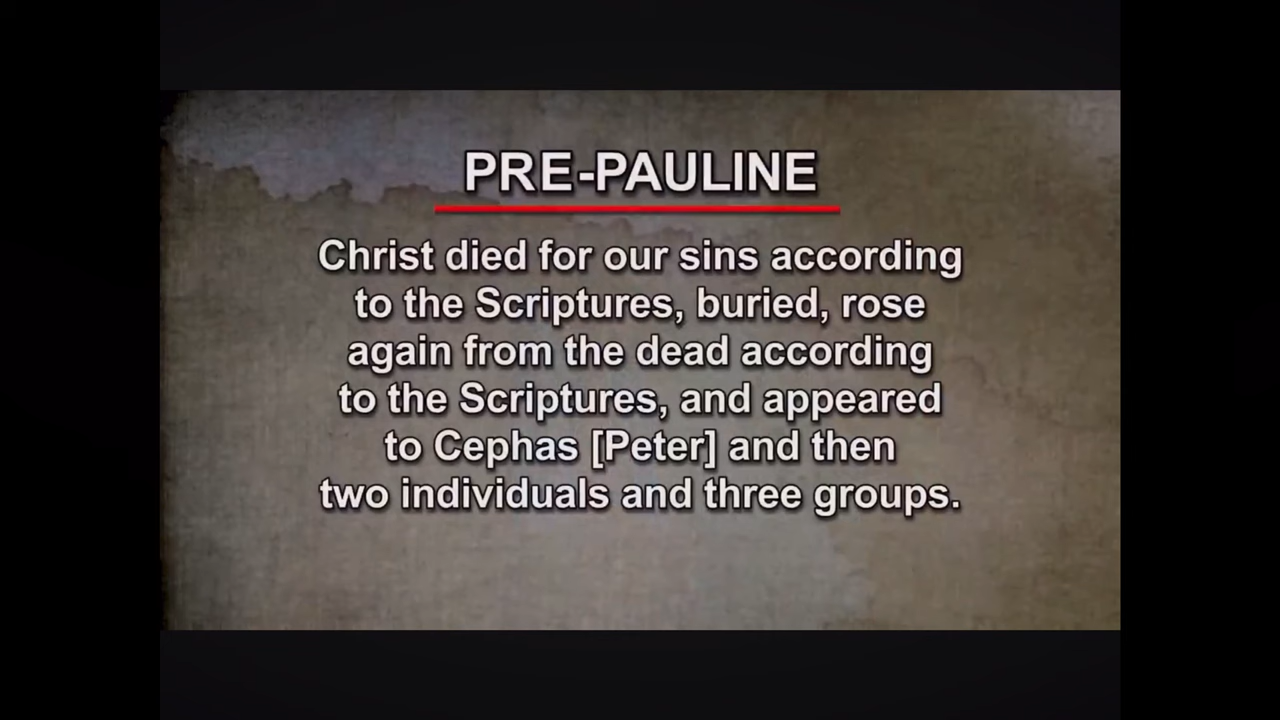 PRE-PAULINE
Christ died for our sins according
to the Scriptures, buried, rose
again from the dead according
to the Scriptures, and appeared
to Cephas [Peter] and then
two individuals and three groups.